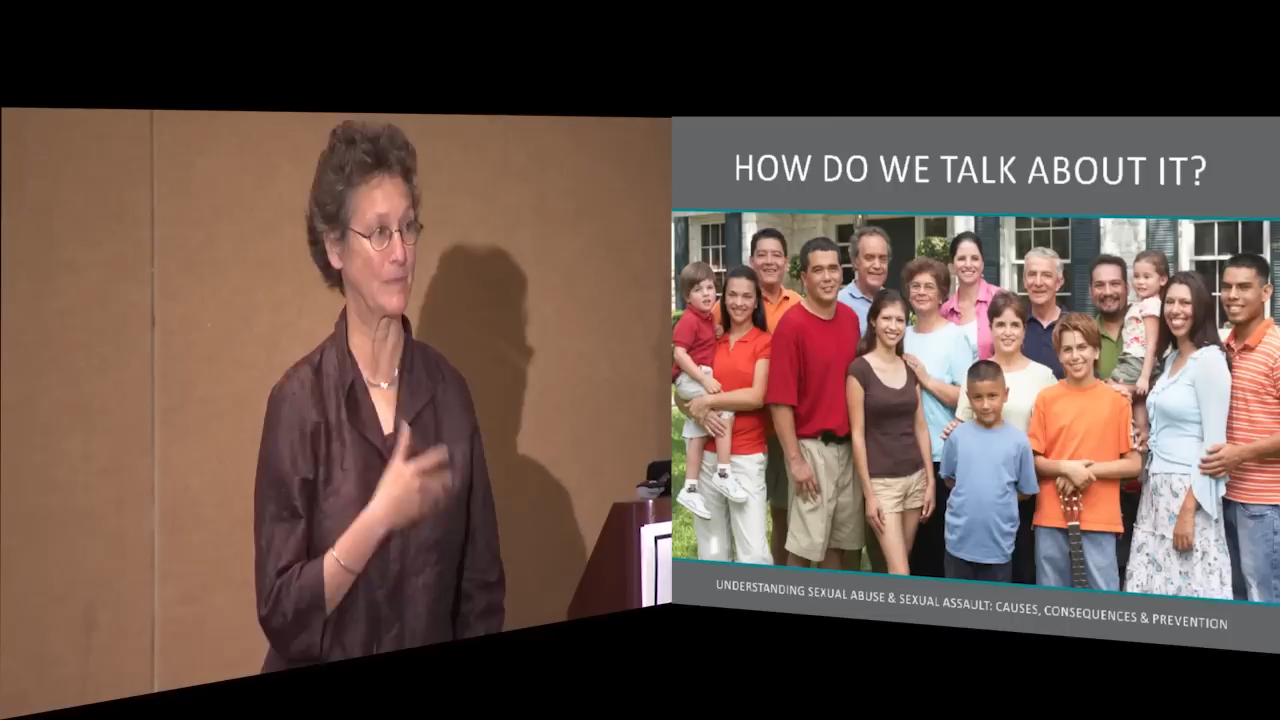 HOW DO WE TALK ABOUT IT?
UNDERSTANDING SEXUAL ABUSE & SEXUAL ASSAULT: CAUSES, CONSEQUENCES & PREVENTION